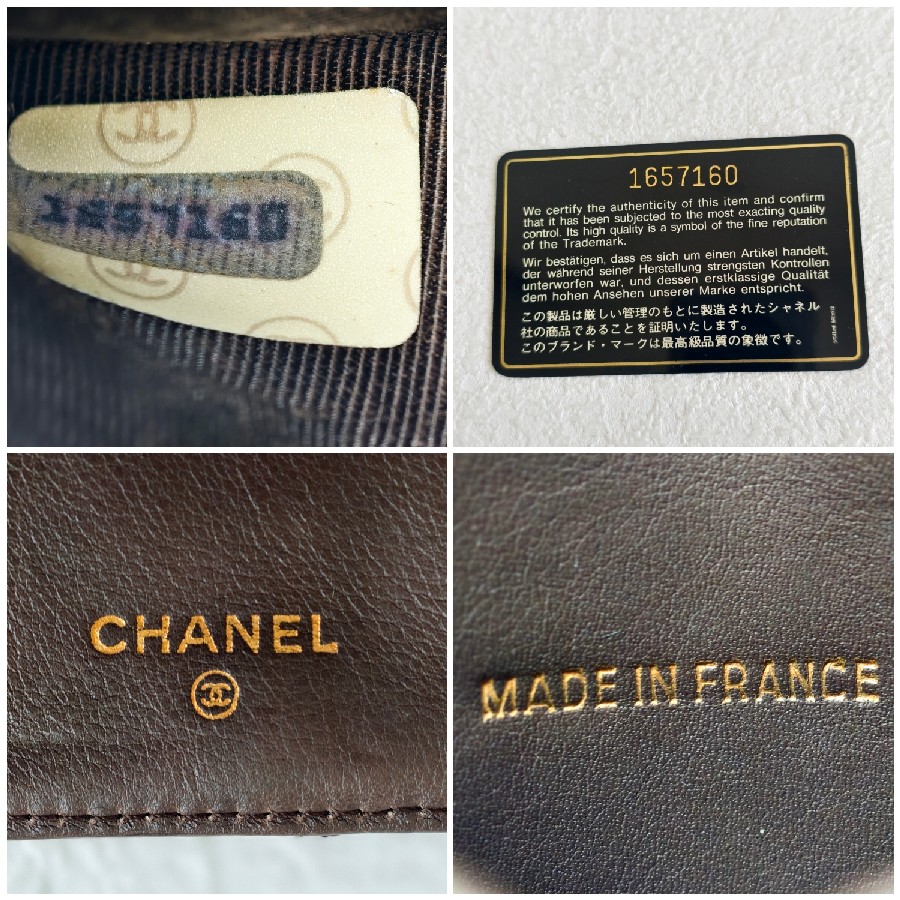 1657160
1657160
We certify the authenticity of this item and confirm
that it has been subjected to the most exacting quality
control. Its high quality is a symbol of the fine reputation
of the Trademark.
Wir bestätigen, dass es sich um einen Artikel handelt,
der während seiner Herstellung strengsten Kontrollen
unterworfen war, und dessen erstklassige Qualität
dem hohen Ansehen unserer Marke entspricht.
この製品は厳しい管理のもとに製造されたシャネル
社の商品であることを証明いたします。
このブランド・マークは最高級品質の象徴です。
CHANEL
MADE IN FRANCE